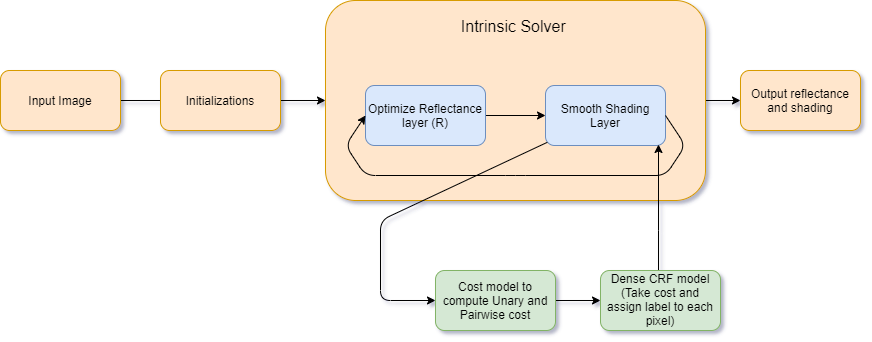 Intrinsic Solver
Input Image
Initializations
Optimize Reflectance
layer (R)
Smooth Shading
Layer
Output reflectance
and shading
Cost model to
compute Unary and
Pairwise cost
Dense CRF model
(Take cost and
assign label to each
pixel)